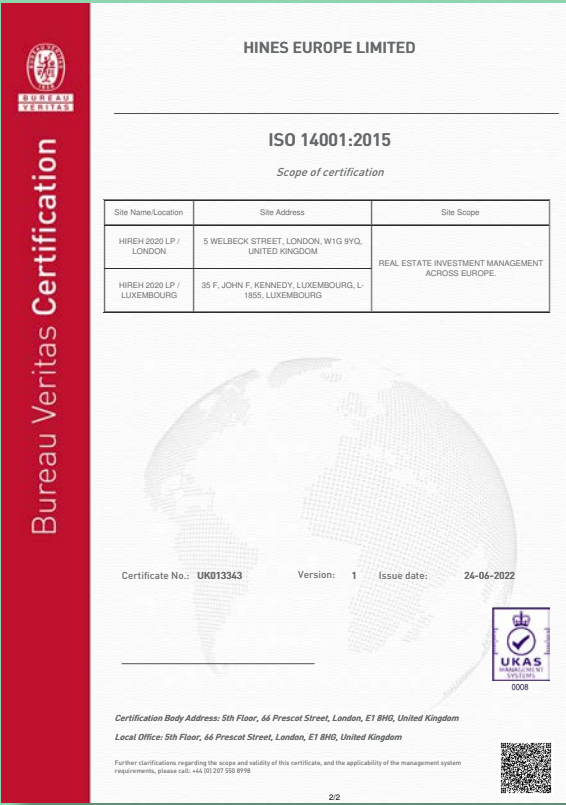 BUREAU VERITAS
1828
BUREAU
VERITAS
Bureau Veritas Certification
HINES EUROPE LIMITED
ISO 14001:2015
Scope of certification
Site Name/Location
Site Address
Site Scope
HIREH 2020 LP /
LONDON
5 WELBECK STREET, LONDON, W1G 9YQ,
UNITED KINGDOM
REAL ESTATE INVESTMENT MANAGEMENT
ACROSS EUROPE.
HIREH 2020 LP /
LUXEMBOURG
35 F, JOHN F, KENNEDY, LUXEMBOURG, L-
1855, LUXEMBOURG
Certificate No.: UK013343 Version: 1 Issue date: 24-06-2022
UKAS
MANAGEMENT
SYSTEMS
0008
Certification Body Address: 5th Floor, 66 Prescot Street, London, E1 8HG, United Kingdom
Local Office: 5th Floor, 66 Prescot Street, London, E1 8HG, United Kingdom
Further clarifications regarding the scope and validity of this certificate, and the applicability of the management system
requirements, please call: +44 (0) 207 550 8998
2/2